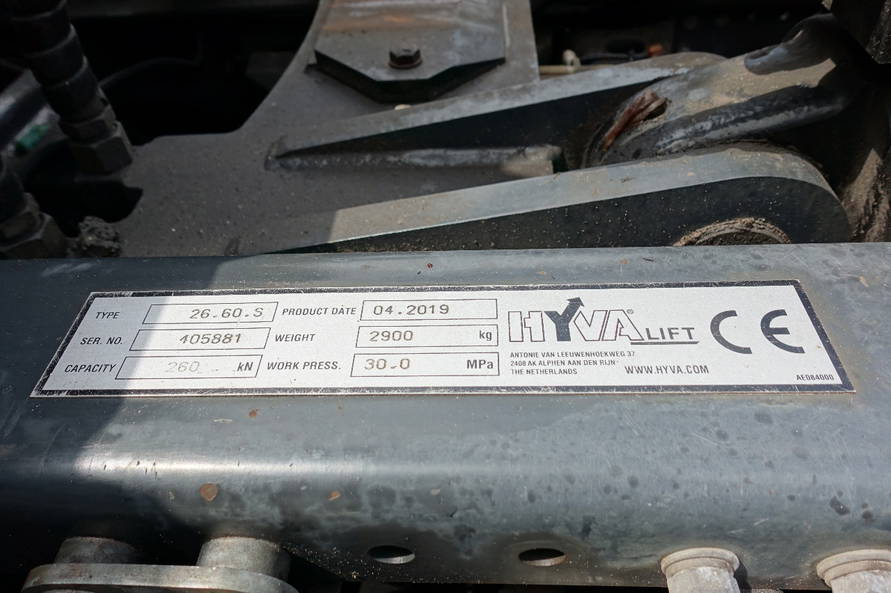 TYPE 26.60.S PRODUCT DATE 04.2019
SER. NO. 405881 WEIGHT 2900 kg
CAPACITY 260 kN WORK PRESS. 30.0 MPa
HYVA LIFT
ANTONIE VAN LEEUWENHOEKWEG 37
2408 AK ALPHEN AAN DEN RIJN
THE NETHERLANDS
WWW.HYVA.COM
CE
AE084000